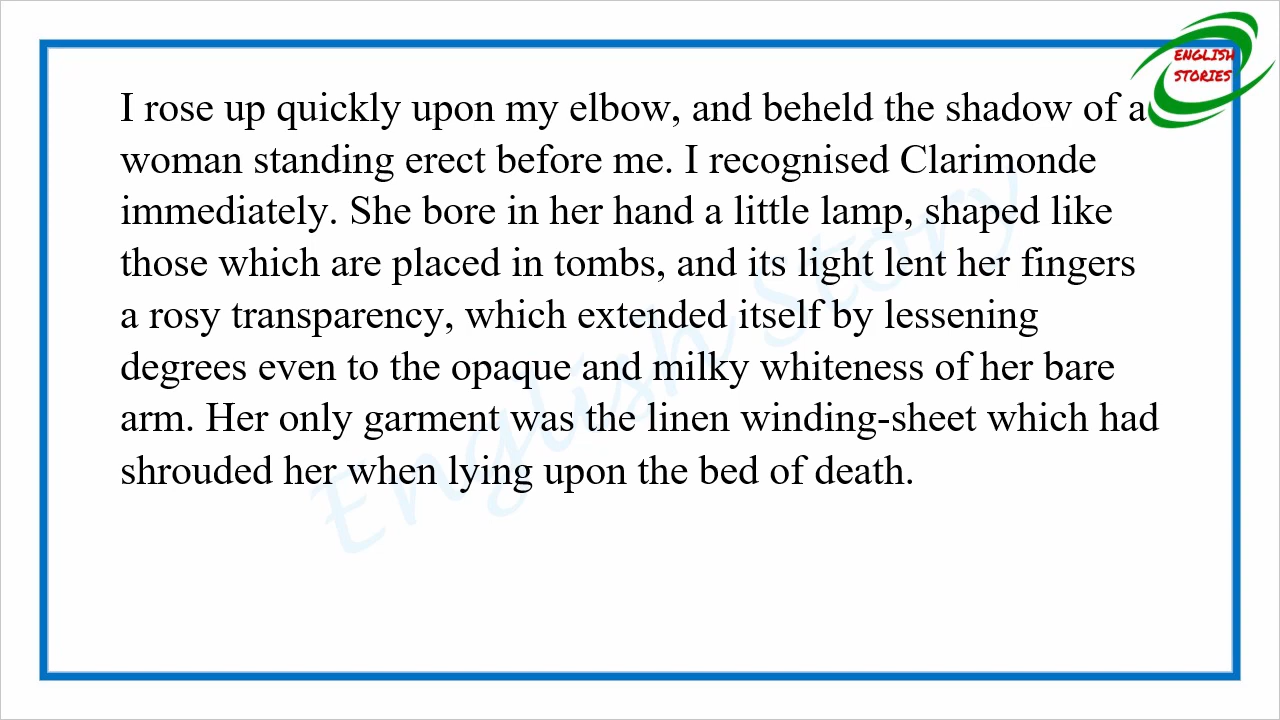 ENGLISH
STORIES
I rose up quickly upon my elbow, and beheld the shadow of a
woman standing erect before me. I recognised Clarimonde
immediately. She bore in her hand a little lamp, shaped like
those which are placed in tombs, and its light lent her fingers
a rosy transparency, which extended itself by lessening
degrees even to the opaque and milky whiteness of her bare
arm. Her only garment was the linen winding-sheet which had
shrouded her when lying upon the bed of death.
English Story